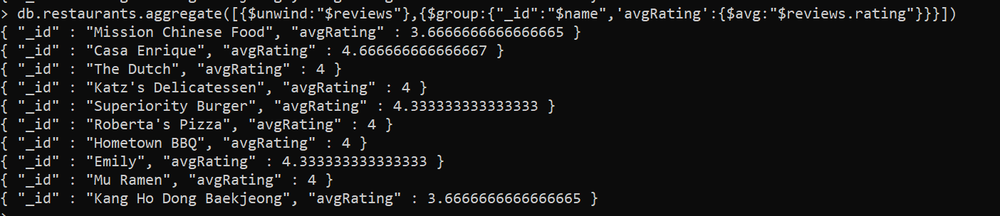 > db.restaurants.aggregate([{$unwind:"$reviews"},{$group:{"_id":"$name",'avgRating':{$avg:"$reviews.rating"}}}])
{ "_id" : "Mission Chinese Food", "avgRating" : 3.6666666666666665 }
{ "_id" : "Casa Enrique", "avgRating" : 4.666666666666667 }
{ "_id" : "The Dutch", "avgRating" : 4 }
{ "_id" : "Katz's Delicatessen", "avgRating" : 4 }
{ "_id" : "Superiority Burger", "avgRating" : 4.333333333333333 }
{ "_id" : "Roberta's Pizza", "avgRating" : 4 }
{ "_id" : "Hometown BBQ", "avgRating" : 4 }
{ "_id" : "Emily", "avgRating" : 4.333333333333333 }
{ "_id" : "Mu Ramen", "avgRating" : 4 }
{ "_id" : "Kang Ho Dong Baekjeong", "avgRating" : 3.6666666666666665 }